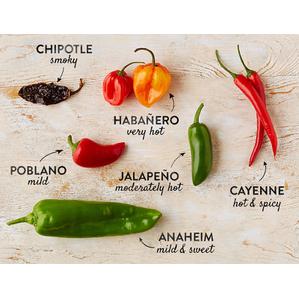 CHIPOTLE
smoky
HABAÑERO
very hot
POBLANO
mild
JALAPEÑO
moderately hot
CAYENNE
hot & spicy
ANAHEIM
mild & sweet